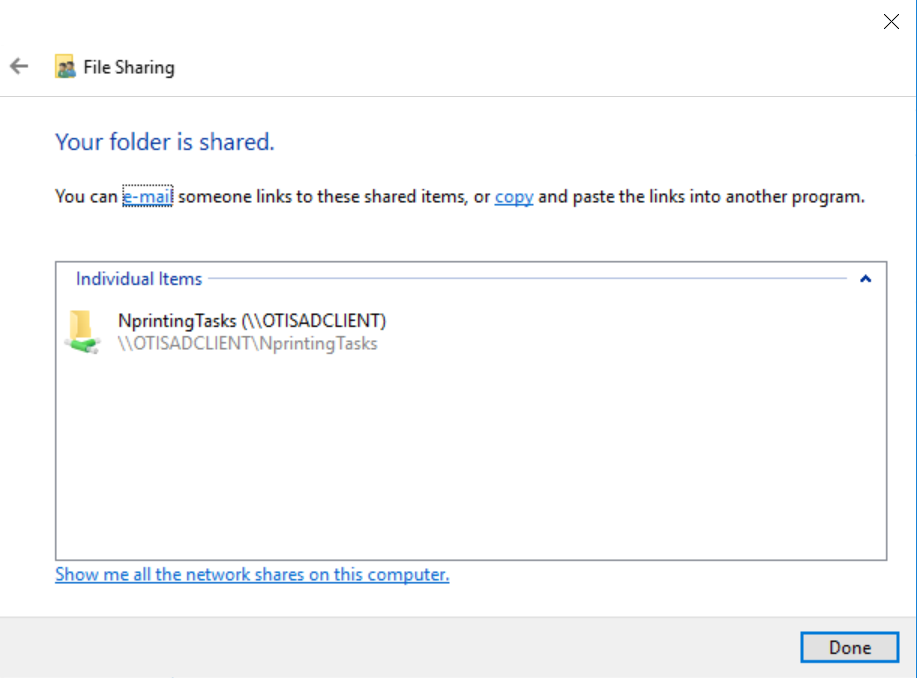 File Sharing
Your folder is shared.
You can e-mail someone links to these shared items, or copy and paste the links into another program.
Individual Items
NprintingTasks (\\OTISADCLIENT)
\\OTISADCLIENT\NprintingTasks
Show me all the network shares on this computer.
Done